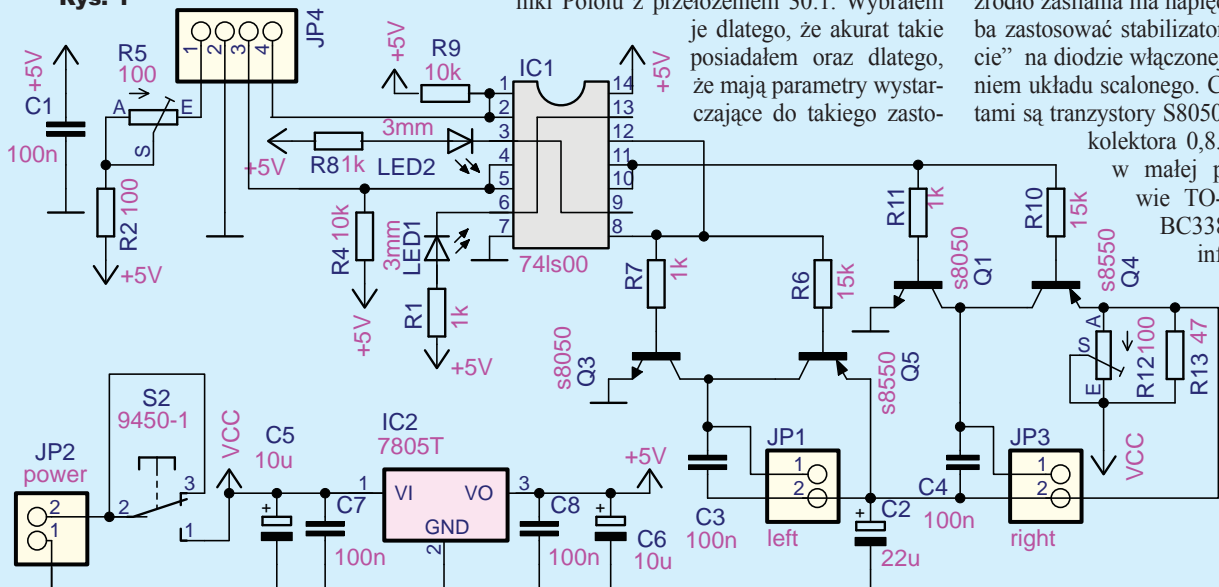 Rys. 1
niki Pololu z przełożeniem 30:1. Wybrałem
je dlatego, że akurat takie
posiadałem oraz dlatego,
że mają parametry wystar-
czające do takiego zasto-
ba zastosować stabilizator
cie” na diodzie włączonej
niem układu scalonego. C
tami są tranzystory S8050
kolektora 0,8
w małej p
wie TO-
BC338
inf
+5V
C1
100n
R5
100
A
E
S
R2
100
+5V
JP4
1
2
3
4
+5V
R9
10k
+5V
R8
1k
3mm
LED2
R4
10k
+5V
3mm
LED1
R1
1k
+5V
IC1
1
2
3
4
5
6
7
14
13
12
11
10
9
8
74ls00
+5V
R7
1k
R6
15k
s8050
Q3
s8550
Q5
R11
1k
R10
15k
s8050
Q1
s8550
Q4
A
S
E
R12
100
R13
47
VCC
JP2
power
2
1
S2
9450-1
2
3
1
VCC
C5
10u
+
C7
100n
IC2
7805T
1
VI
VO
3
GND
2
C8
100n
+5V
+
C6
10u
C3
100n
JP1
1
2
left
+
C2
22u
C4
100n
JP3
1
2
right